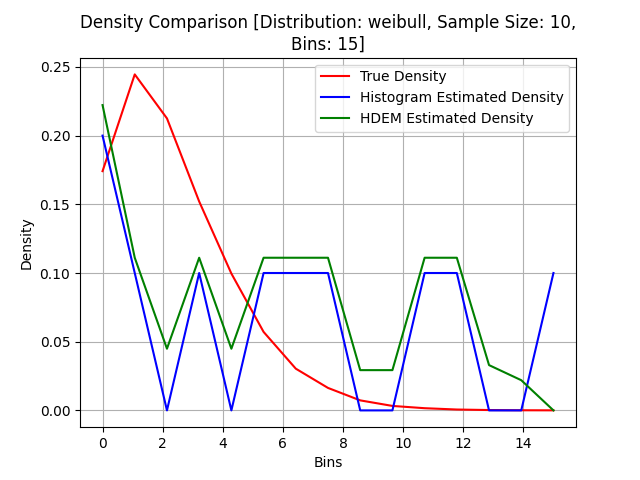 Density Comparison [Distribution: weibull, Sample Size: 10,
Bins: 15]
True Density
Histogram Estimated Density
HDEM Estimated Density
Density
0.25
0.20
0.15
0.10
0.05
0.00
0 2 4 6 8 10 12 14
Bins